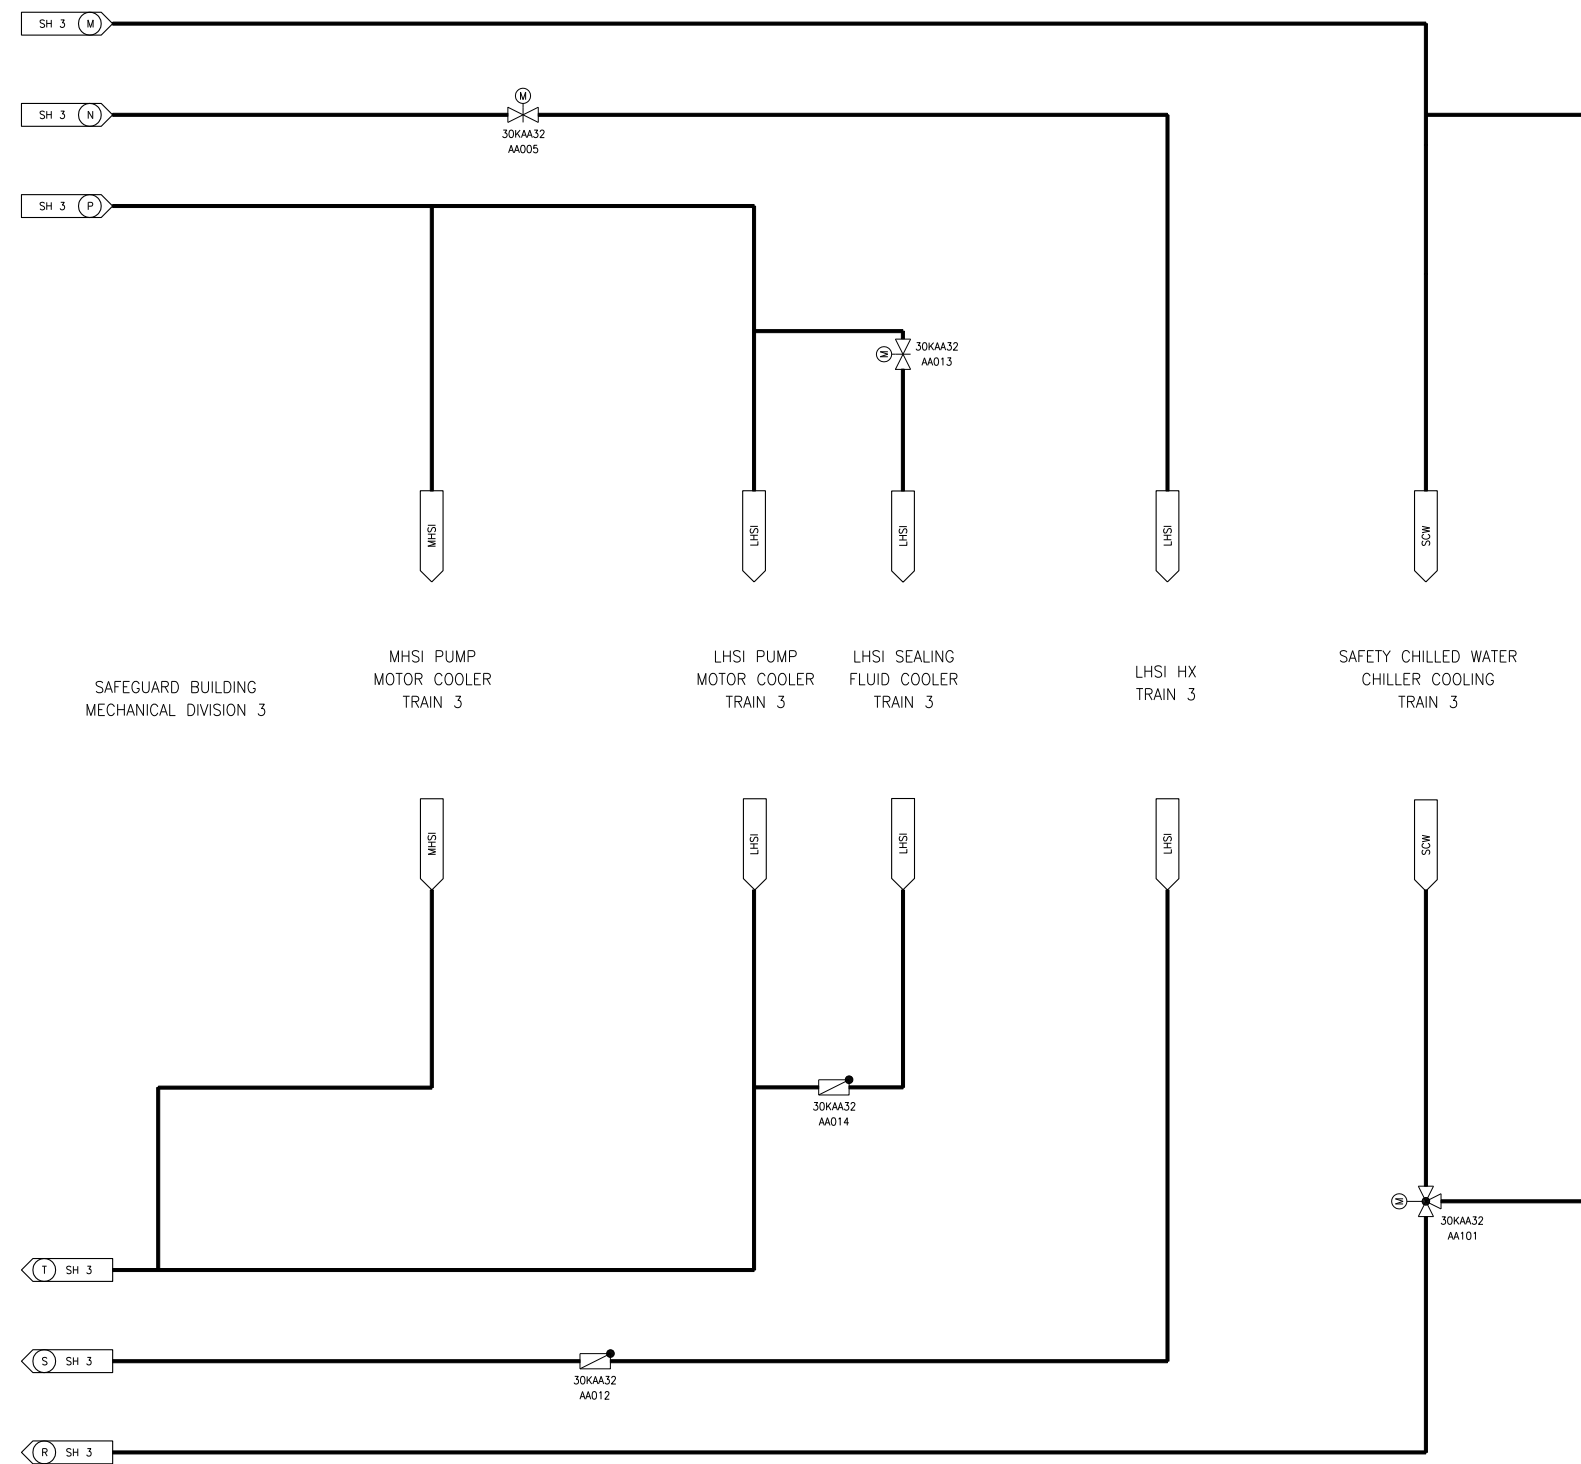 SH 3 M
SH 3 N
M
30KAA32
AA005
SH 3 P
M
30KAA32
AA013
MHSI
LHSI
LHSI
LHSI
SCW
SAFEGUARD BUILDING
MECHANICAL DIVISION 3
MHSI PUMP
MOTOR COOLER
TRAIN 3
LHSI PUMP
MOTOR COOLER
TRAIN 3
LHSI SEALING
FLUID COOLER
TRAIN 3
LHSI HX
TRAIN 3
SAFETY CHILLED WATER
CHILLER COOLING
TRAIN 3
MHSI
LHSI
LHSI
LHSI
SCW
30KAA32
AA014
M
30KAA32
AA101
T SH 3
S SH 3
30KAA32
AA012
R SH 3